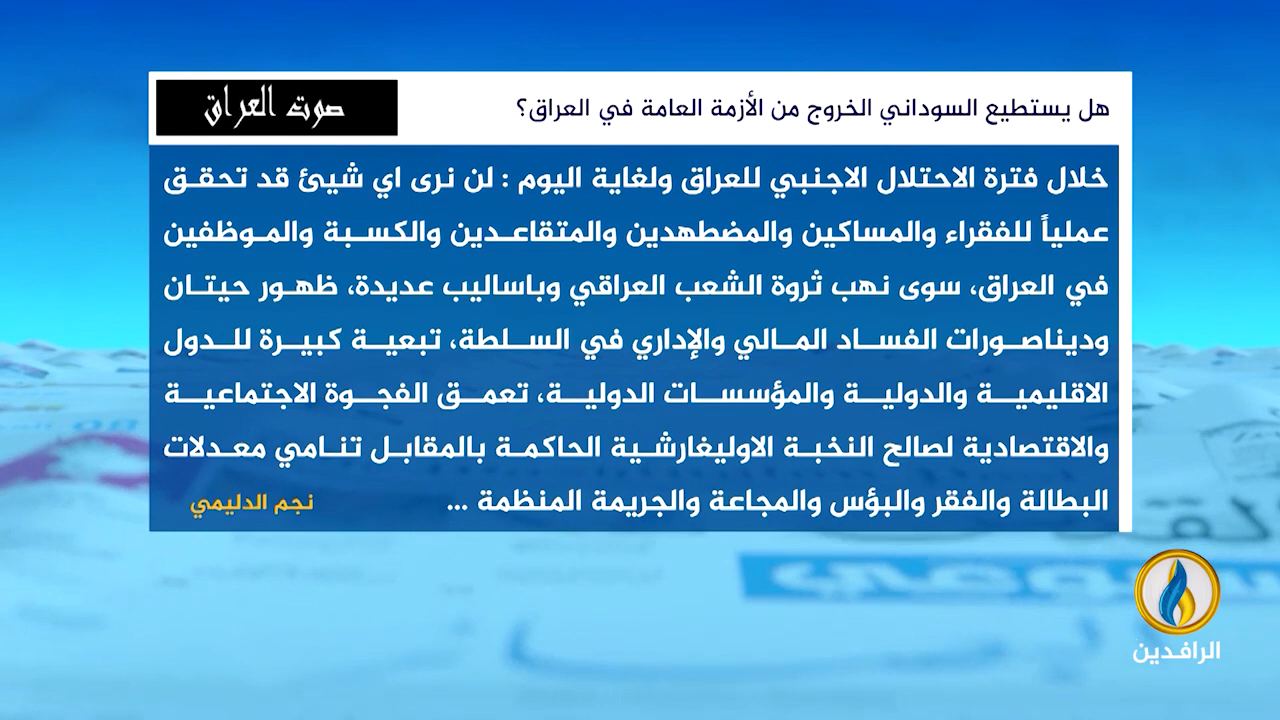 صوت العراق
هل يستطيع السوداني الخروج من الأزمة العامة في العراق؟
خلال فترة الاحتلال الاجنبي للعراق ولغاية اليوم : لن نرى اي شيئ قد تحقق
عملياً للفقراء والمساكين والمضطهدين والمتقاعدين والكسبة والموظفين
في العراق، سوى نهب ثروة الشعب العراقي وباساليب عديدة، ظهور حيتان
وديناصورات الفساد المالي والإداري في السلطة، تبعية كبيرة للدول
الاقليمية والدولية والمؤسسات الدولية، تعمق الفجوة الاجتماعية
والاقتصادية لصالح النخبة الاوليغارشية الحاكمة بالمقابل تنامي معدلات
البطالة والفقر والبؤس والمجاعة والجريمة المنظمة ...
نجم الدليمي
الرافدين